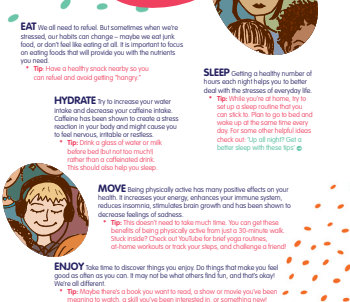 EAT We all need to refuel. But sometimes when we're
stressed, our habits can change – maybe we eat junk
food, or don't feel like eating at all. It is important to focus
on eating foods that will provide you with the nutrients
you need.
* Tip: Have a healthy snack nearby so you
can refuel and avoid getting "hangry."
SLEEP Getting a healthy number of
hours each night helps you to better
deal with the stresses of everyday life.
* Tip: While you're at home, try to
set up a sleep routine that you
can stick to. Plan to go to bed and
wake up at the same time every
day. For some other helpful ideas
check out "Up all night? Get a
better sleep with these tips"
HYDRATE Try to increase your water
intake and decrease your caffeine intake.
Caffeine has been shown to create a stress
reaction in your body and might cause you
to feel nervous, irritable or restless.
* Tip: Drink a glass of water or milk
before bed (but not too much!)
rather than a caffeinated drink.
This should also help you sleep.
MOVE Being physically active has many positive effects on your
health. It increases your energy, enhances your immune system,
reduces insomnia, stimulates brain growth and has been shown to
decrease feelings of sadness.
* Tip: This doesn't need to take much time. You can get these
benefits of being physically active from just a 30-minute walk.
Stuck inside? Check out YouTube for brief yoga routines,
at-home workouts or track your steps, and challenge a friend!
ENJOY Take time to discover things you enjoy. Do things that make you feel
good as often as you can. It may not be what others find fun, and that's okay!
We're all different.
* Tip: Maybe there's a book you want to read, a show or movie you've been
meaning to watch, a skill you've been interested in, or something new!